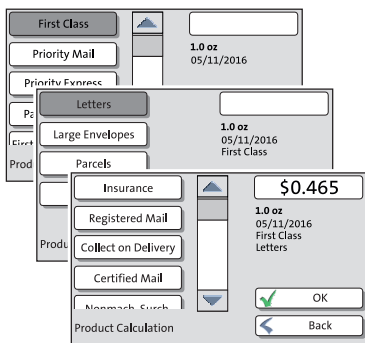 First Class
Priority Mail
1.0 oz
05/11/2016
Priority Express
Letters
Large Envelopes
1.0 oz
05/11/2016
First Class
Parcels
Insurance
$0.465
Registered Mail
1.0 oz
05/11/2016
First Class
Letters
Collect on Delivery
Certified Mail
Nonmach. Surch.
OK
Product Calculation
Back